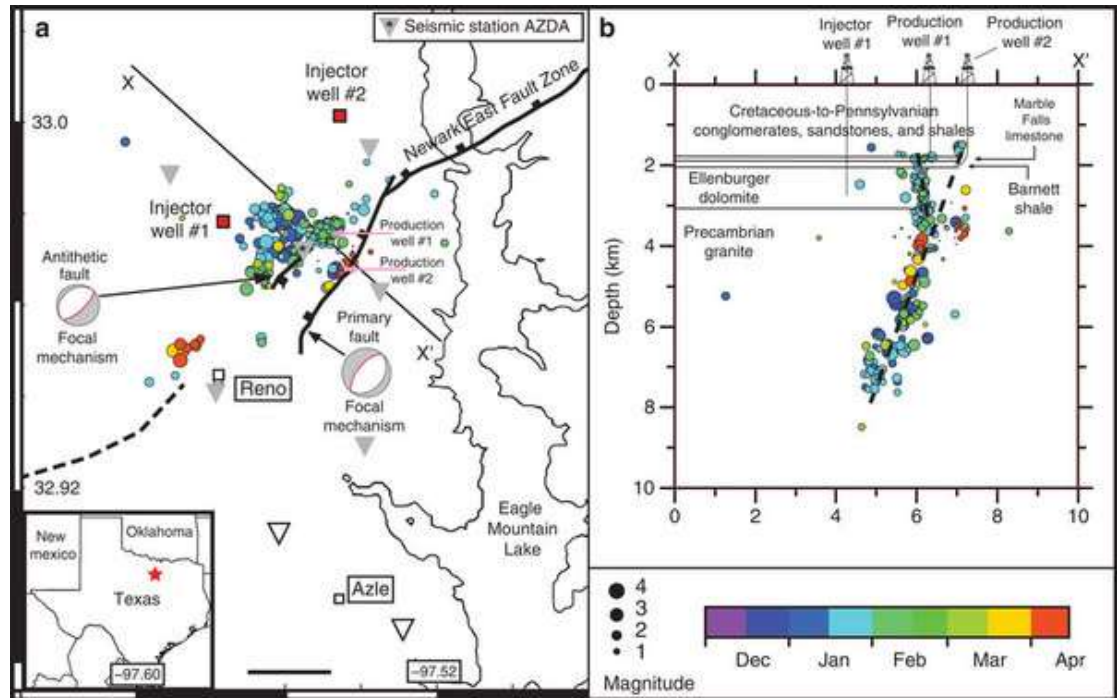 a
Seismic station AZDA
X
Injector
well #2
33.0
Newark East Fault Zone
Injector
well #1
Production
well #1
Production
well #2
Antithetic
fault
Focal
mechanism
Primary
fault
X'
Reno
Focal
mechanism
32.92
Eagle
Mountain
Lake
New
mexico
Oklahoma
Texas
Azle
−97.60
−97.52
b
Injector
well #1
Production
well #1
Production
well #2
X
X'
0
Cretaceous-to-Pennsylvanian
conglomerates, sandstones, and shales
Marble
Falls
limestone
2
Ellenburger
dolomite
Barnett
shale
Precambrian
granite
4
Depth (km)
6
8
10
0 2 4 6 8 10
4
3
2
1
Magnitude
Dec Jan Feb Mar Apr